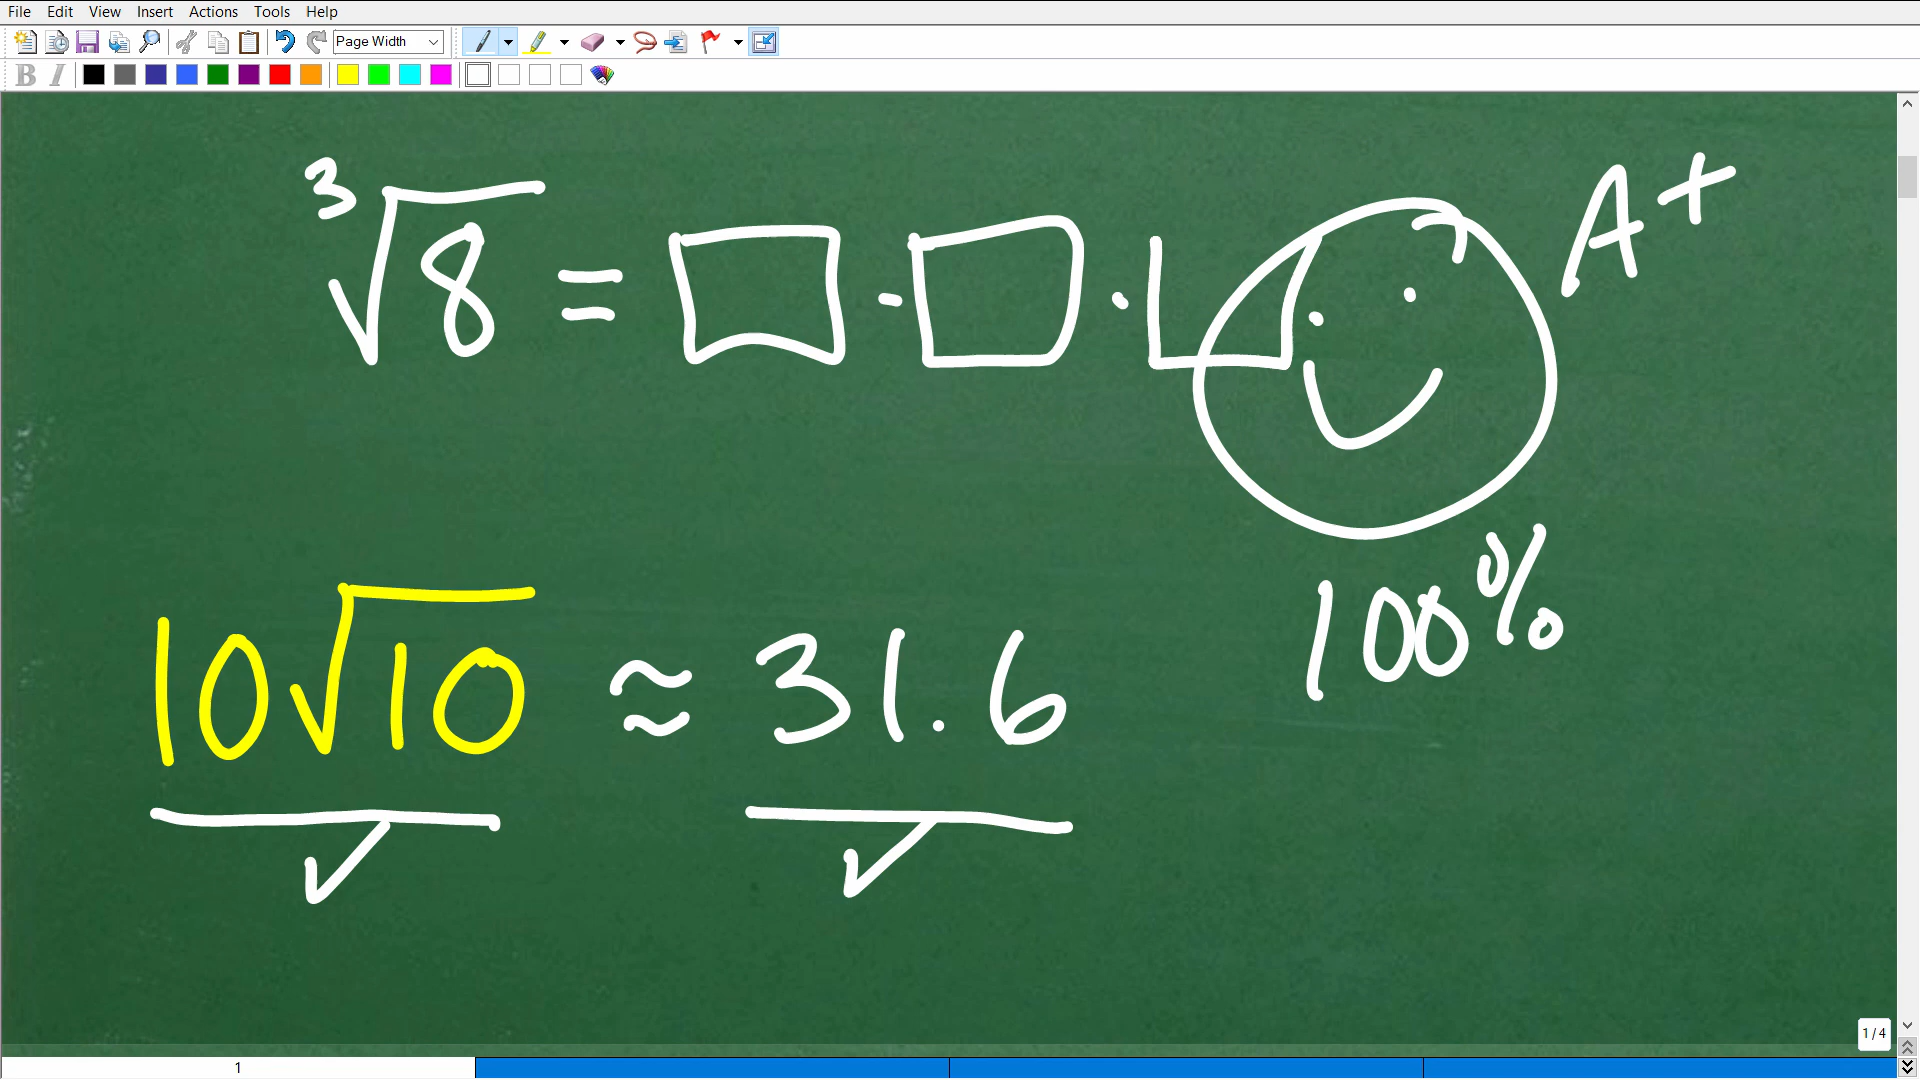 File Edit View Insert Actions Tools Help
Page Width
B I
³√8 = □ · □ · □
A+
10√10 ≈ 31.6
100%
✓ ✓
1 / 4
1